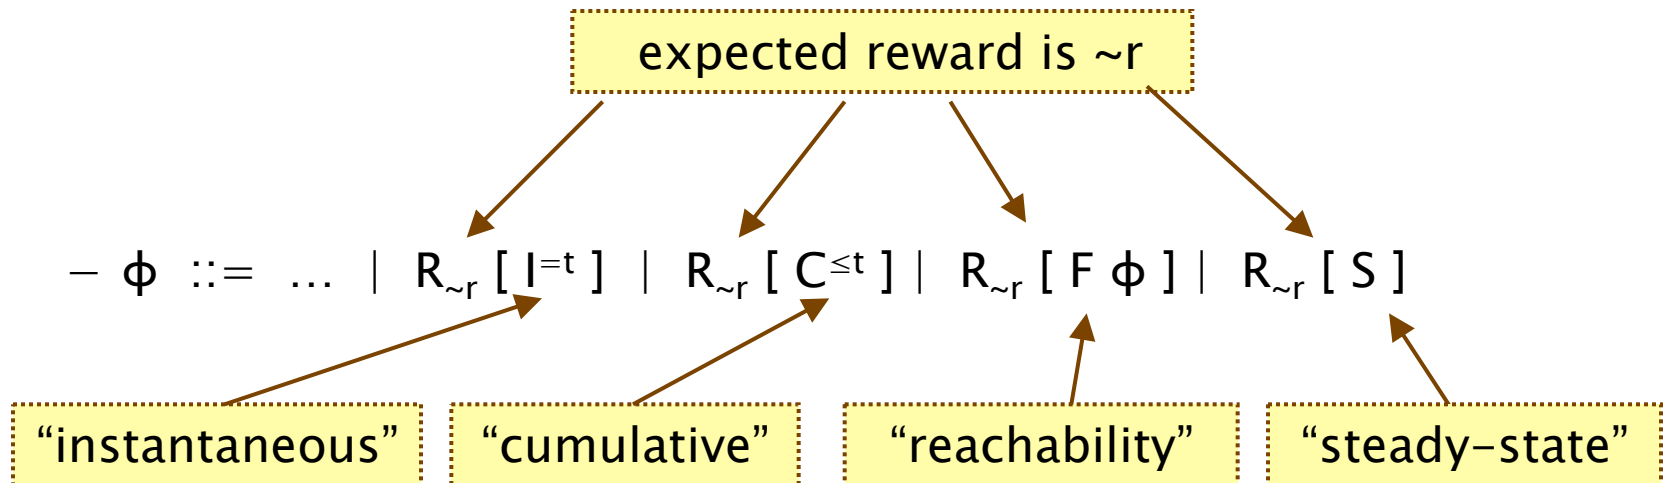 expected reward is ~r
– ϕ ::= … | R~r [ I=t ] | R~r [ C≤t ] | R~r [ F ϕ ] | R~r [ S ]
“instantaneous” “cumulative” “reachability” “steady-state”